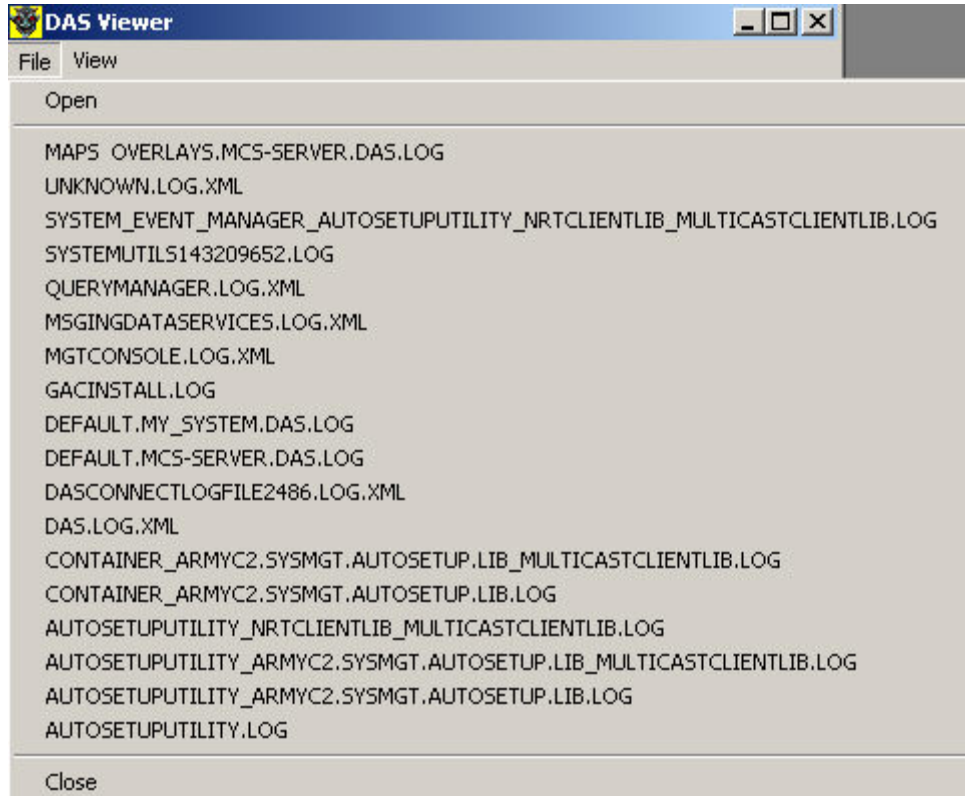 DAS Viewer
File View
Open
MAPS OVERLAYS.MCS-SERVER.DAS.LOG
UNKNOWN.LOG.XML
SYSTEM_EVENT_MANAGER_AUTOSETUPUTILITY_NRTCLIENTLIB_MULTICASTCLIENTLIB.LOG
SYSTEMUTILS143209652.LOG
QUERYMANAGER.LOG.XML
MSGINGDATASERVICES.LOG.XML
MGTCONSOLE.LOG.XML
GACINSTALL.LOG
DEFAULT.MY_SYSTEM.DAS.LOG
DEFAULT.MCS-SERVER.DAS.LOG
DASCONNECTLOGFILE2486.LOG.XML
DAS.LOG.XML
CONTAINER_ARMYC2.SYSMGT.AUTOSETUP.LIB_MULTICASTCLIENTLIB.LOG
CONTAINER_ARMYC2.SYSMGT.AUTOSETUP.LIB.LOG
AUTOSETUPUTILITY_NRTCLIENTLIB_MULTICASTCLIENTLIB.LOG
AUTOSETUPUTILITY_ARMYC2.SYSMGT.AUTOSETUP.LIB_MULTICASTCLIENTLIB.LOG
AUTOSETUPUTILITY_ARMYC2.SYSMGT.AUTOSETUP.LIB.LOG
AUTOSETUPUTILITY.LOG
Close